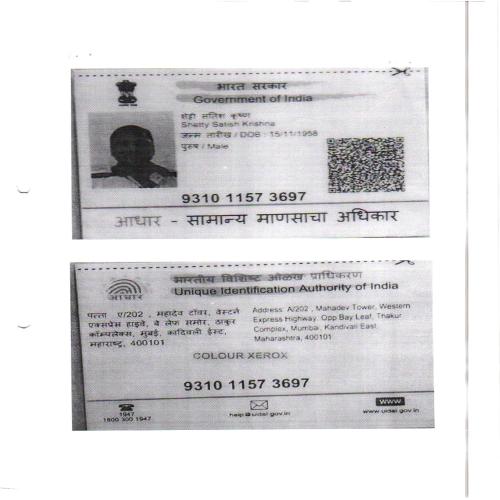 भारत सरकार
Government of India
शेट्टी सतिश कृष्ण
Shetty Satish Krishna
जन्म तारीख / DOB : 15/11/1958
पुरुष / Male
9310 1157 3697
आधार - सामान्य माणसाचा अधिकार
आधार
भारतीय विशिष्ट ओळख प्राधिकरण
Unique Identification Authority of India
पत्ता ए/202 , महादेव टॉवर, वेस्टर्न
एक्सप्रेस हाइवे, बे लीफ समोर, ठाकुर
कॉम्पलेक्स, मुंबई, कांदिवली ईस्ट,
महाराष्ट्र, 400101
Address A/202 , Mahadev Tower, Western
Express Highway, Opp Bay Leaf, Thakur
Complex, Mumbai, Kandivali East,
Maharashtra, 400101
COLOUR XEROX
9310 1157 3697
1947
1800 300 1947
help@uidai.gov.in
WWW
www.uidai.gov.in